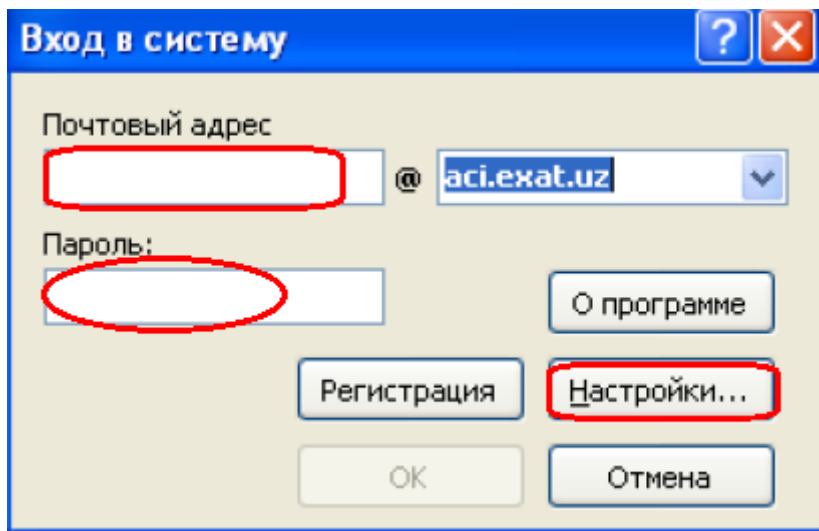 Вход в систему
Почтовый адрес
@ aci.exat.uz
Пароль:
О программе
Регистрация Настройки...
OK Отмена